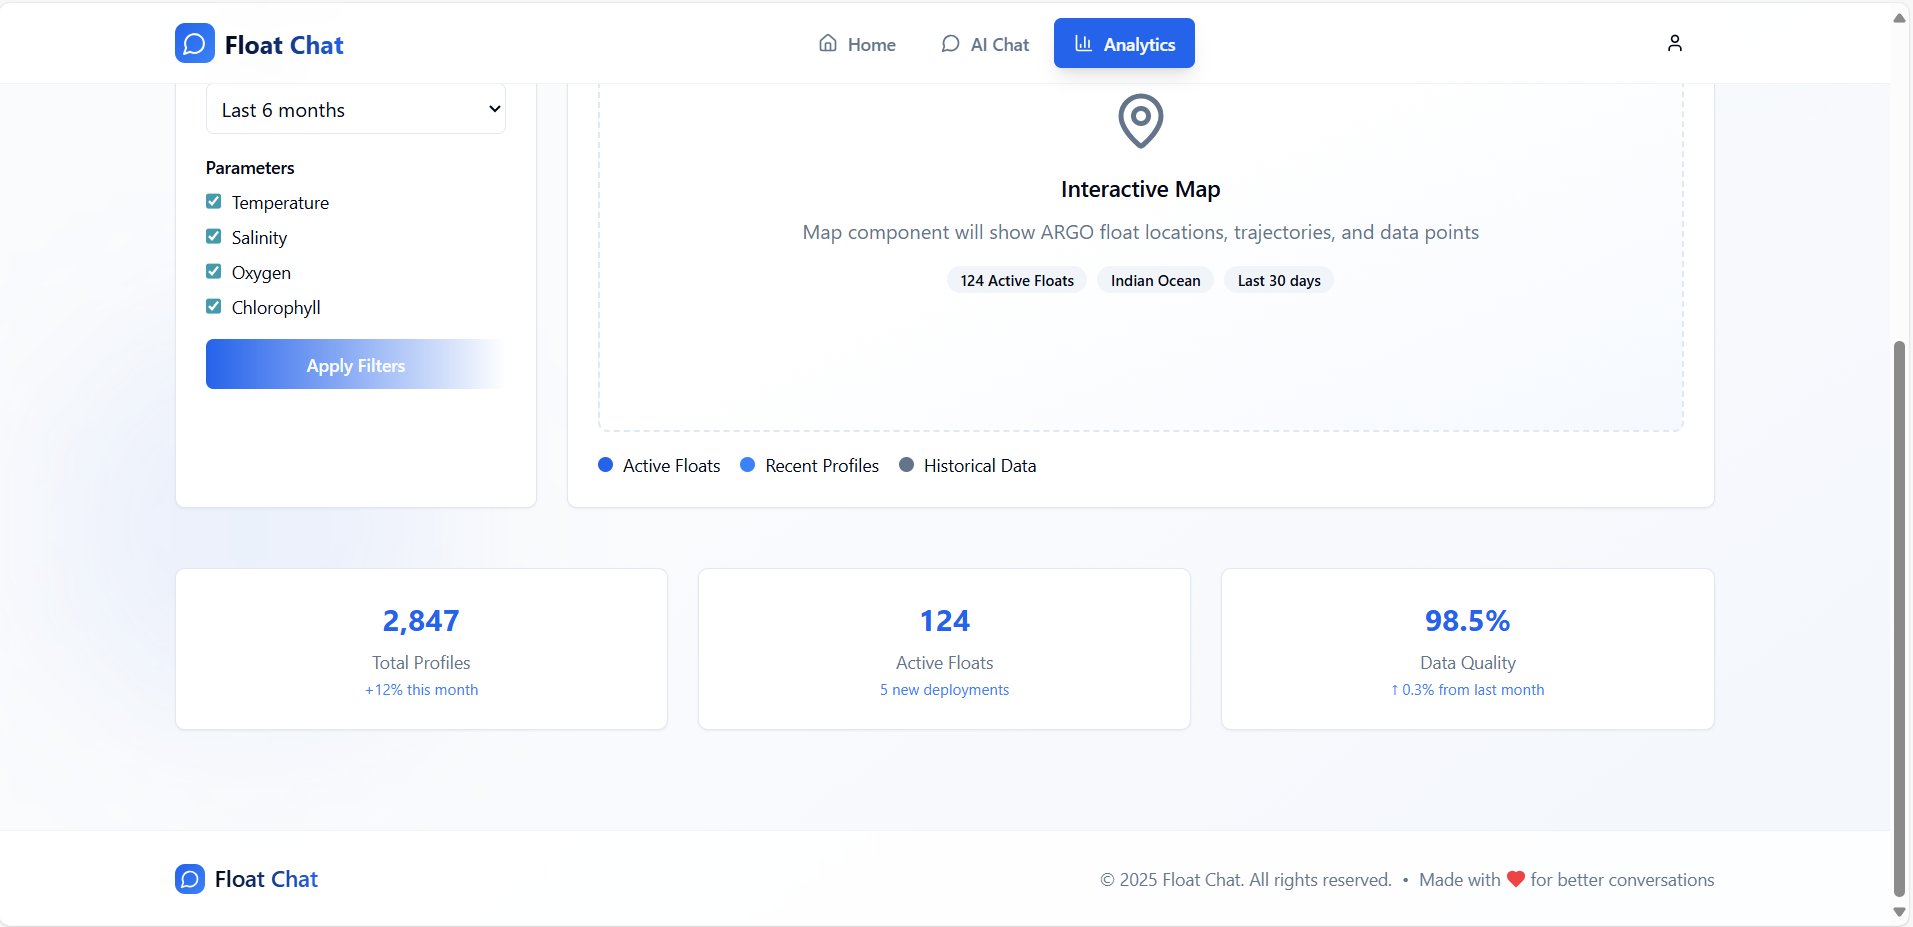 Float Chat
Home
AI Chat
Analytics
Last 6 months
Parameters
Temperature
Salinity
Oxygen
Chlorophyll
Apply Filters
Interactive Map
Map component will show ARGO float locations, trajectories, and data points
124 Active Floats
Indian Ocean
Last 30 days
Active Floats
Recent Profiles
Historical Data
2,847
Total Profiles
+12% this month
124
Active Floats
5 new deployments
98.5%
Data Quality
↑ 0.3% from last month
Float Chat
© 2025 Float Chat. All rights reserved. • Made with ❤️ for better conversations